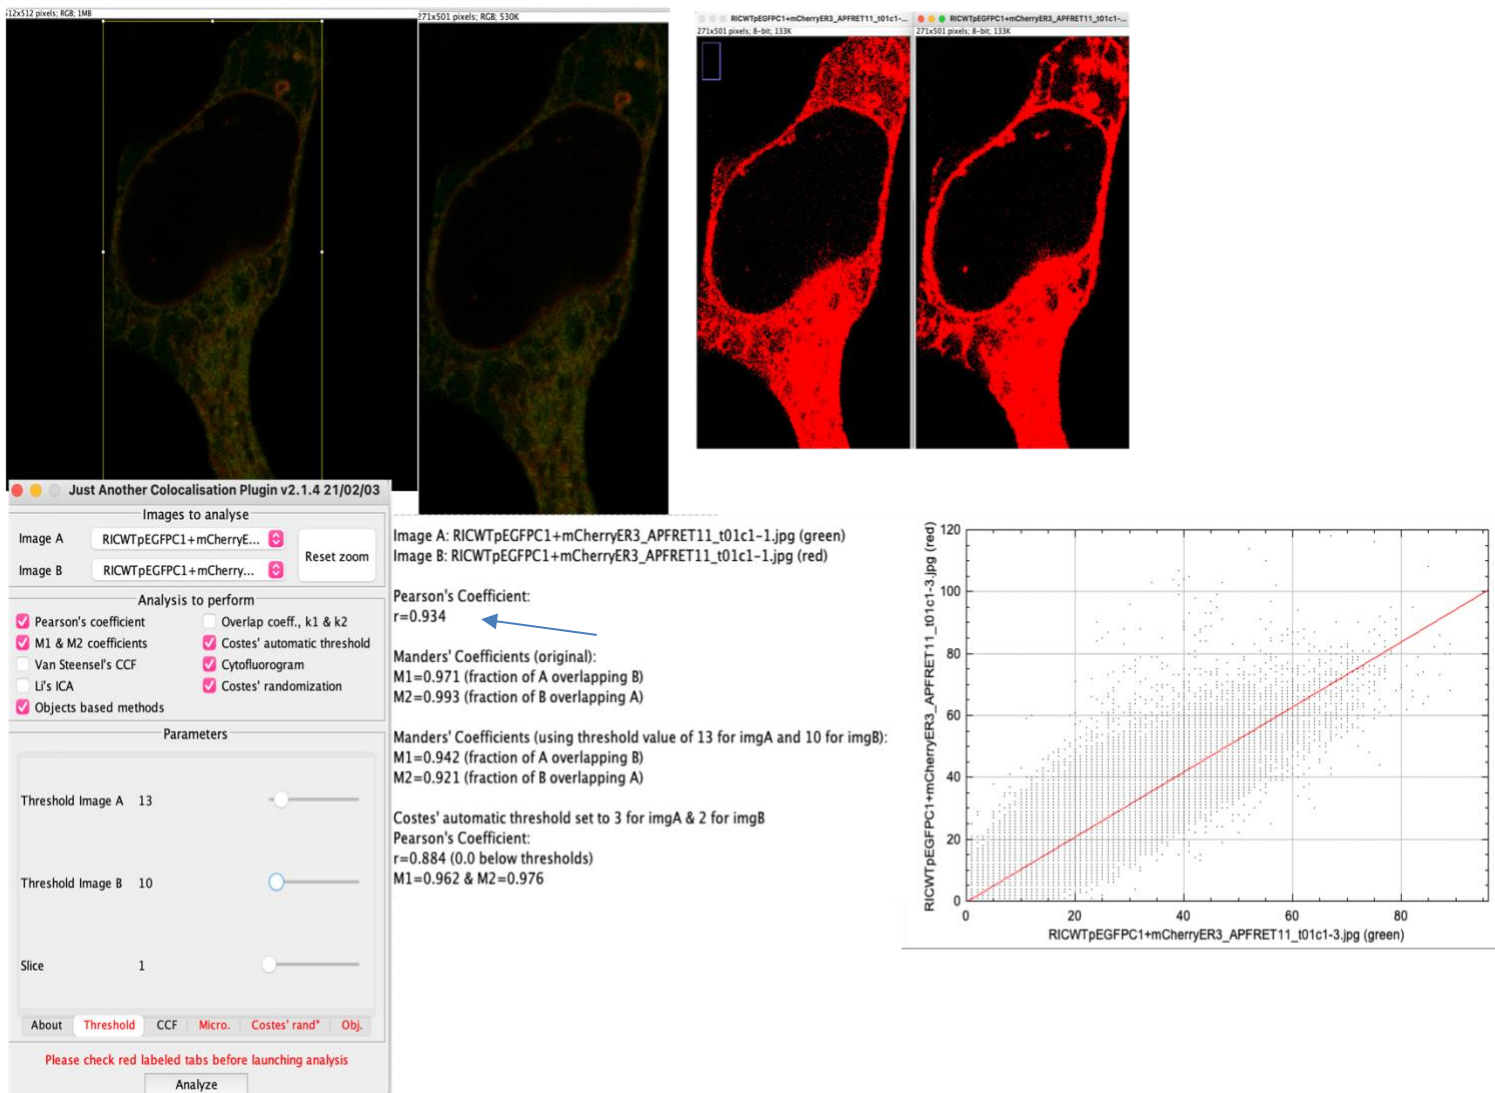 512x512 pixels; RGB; 1MB
271x501 pixels; RGB; 530K
RICWTpEGFPC1+mCherryER3_APFRET11_t01c1-...
271x501 pixels; 8-bit; 133K
RICWTpEGFPC1+mCherryER3_APFRET11_t01c1-...
271x501 pixels; 8-bit; 133K
Just Another Colocalisation Plugin v2.1.4 21/02/03
Images to analyse
Image A RICWTpEGFPC1+mCherryE...
Reset zoom
Image B RICWTpEGFPC1+mCherry...
Analysis to perform
Pearson's coefficient Overlap coeff., k1 & k2
M1 & M2 coefficients Costes' automatic threshold
Van Steensel's CCF Cytofluorogram
Li's ICA Costes' randomization
Objects based methods
Parameters
Threshold Image A 13
Threshold Image B 10
Slice 1
About Threshold CCF Micro. Costes' rand° Obj.
Please check red labeled tabs before launching analysis
Analyze
Image A: RICWTpEGFPC1+mCherryER3_APFRET11_t01c1-1.jpg (green)
Image B: RICWTpEGFPC1+mCherryER3_APFRET11_t01c1-1.jpg (red)
Pearson's Coefficient:
r=0.934
Manders' Coefficients (original):
M1=0.971 (fraction of A overlapping B)
M2=0.993 (fraction of B overlapping A)
Manders' Coefficients (using threshold value of 13 for imgA and 10 for imgB):
M1=0.942 (fraction of A overlapping B)
M2=0.921 (fraction of B overlapping A)
Costes' automatic threshold set to 3 for imgA & 2 for imgB
Pearson's Coefficient:
r=0.884 (0.0 below thresholds)
M1=0.962 & M2=0.976
RICWTpEGFPC1+mCherryER3_APFRET11_t01c1-3.jpg (red)
120
100
80
60
40
20
0
0 20 40 60 80
RICWTpEGFPC1+mCherryER3_APFRET11_t01c1-3.jpg (green)